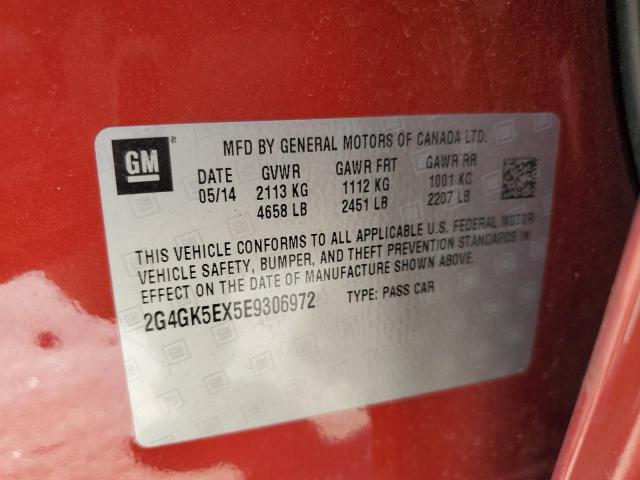 GM®
MFD BY GENERAL MOTORS OF CANADA LTD.
DATE GVWR GAWR FRT GAWR RR
05/14 2113 KG 1112 KG 1001 KG
4658 LB 2451 LB 2207 LB
THIS VEHICLE CONFORMS TO ALL APPLICABLE U.S. FEDERAL MOTOR
VEHICLE SAFETY, BUMPER, AND THEFT PREVENTION STANDARDS IN
EFFECT ON THE DATE OF MANUFACTURE SHOWN ABOVE.
2G4GK5EX5E9306972 TYPE: PASS CAR